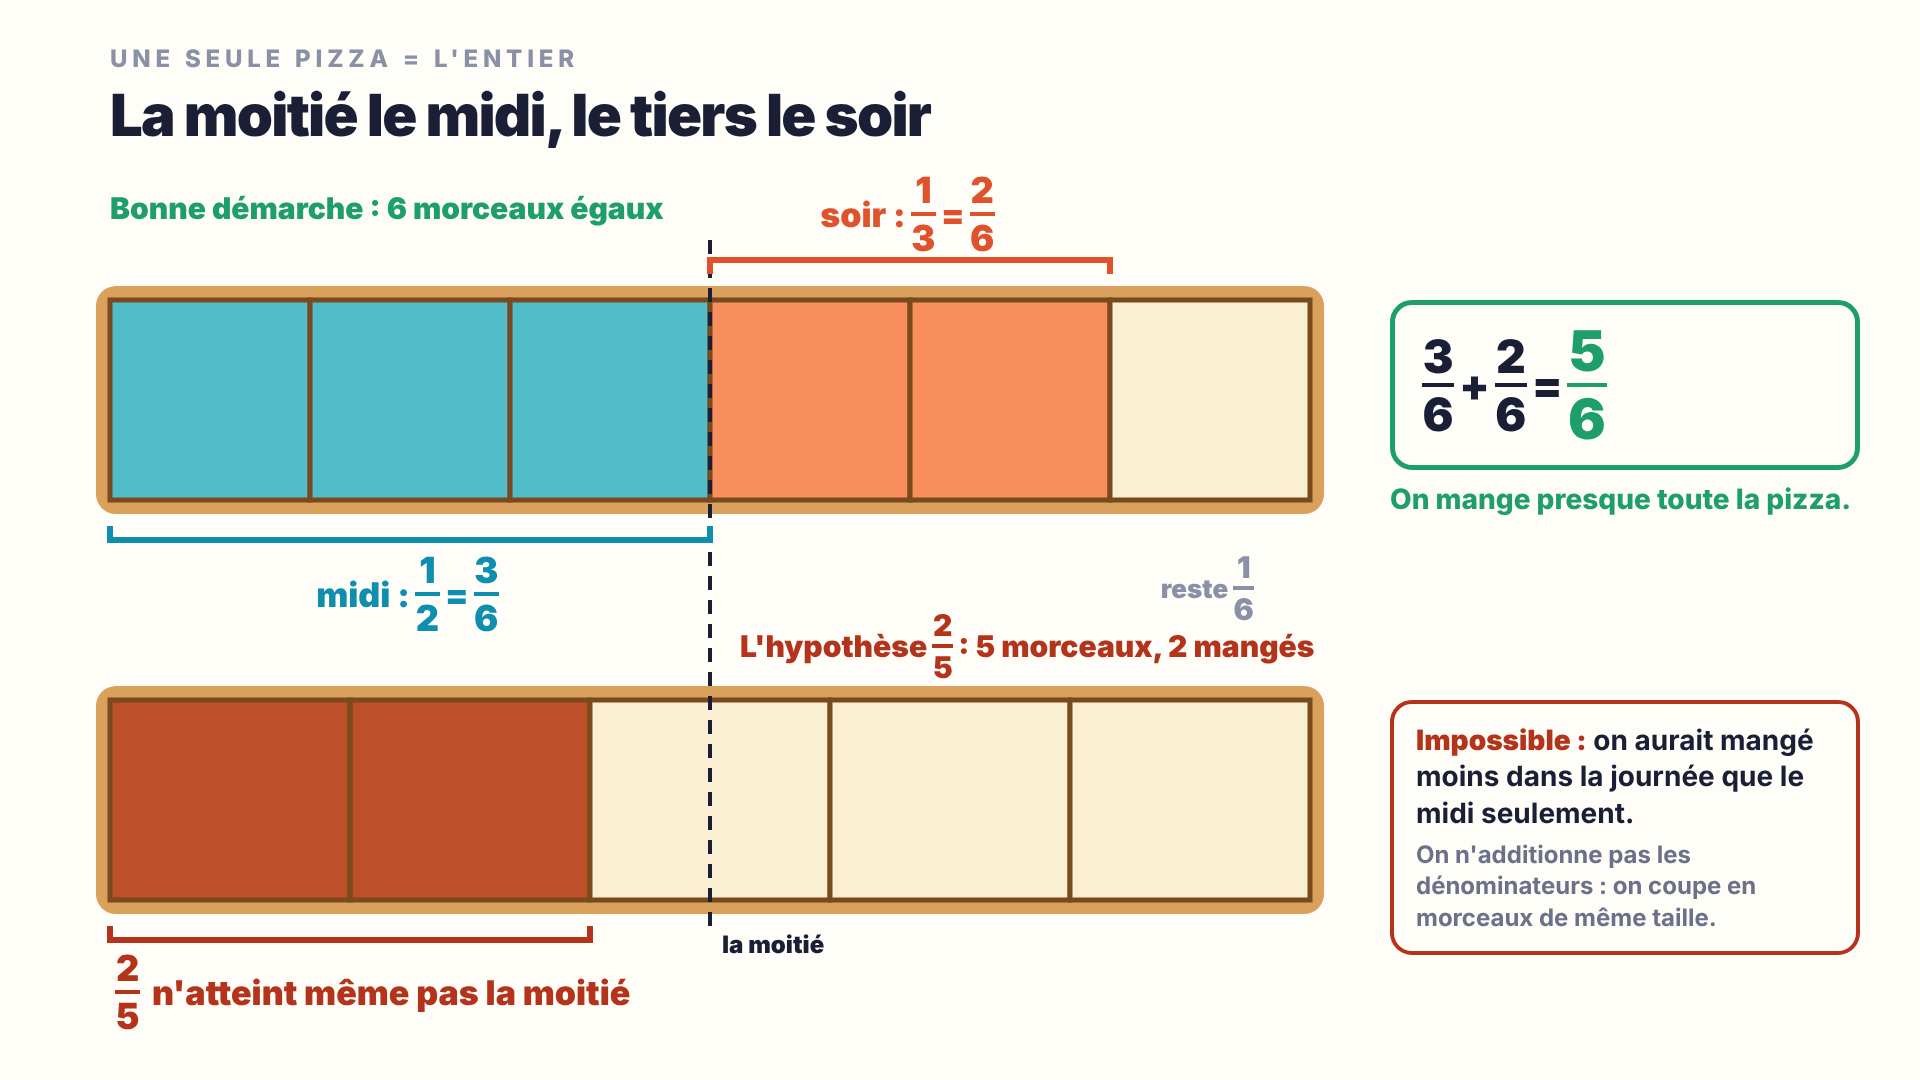 UNE SEULE PIZZA = L'ENTIER
La moitié le midi, le tiers le soir
Bonne démarche : 6 morceaux égaux
soir : 1/3 = 2/6
3/6 + 2/6 = 5/6
On mange presque toute la pizza.
midi : 1/2 = 3/6
reste 1/6
L'hypothèse 2/5 : 5 morceaux, 2 mangés
Impossible : on aurait mangé
moins dans la journée que le
midi seulement.
On n'additionne pas les
dénominateurs : on coupe en
morceaux de même taille.
la moitié
2/5 n'atteint même pas la moitié